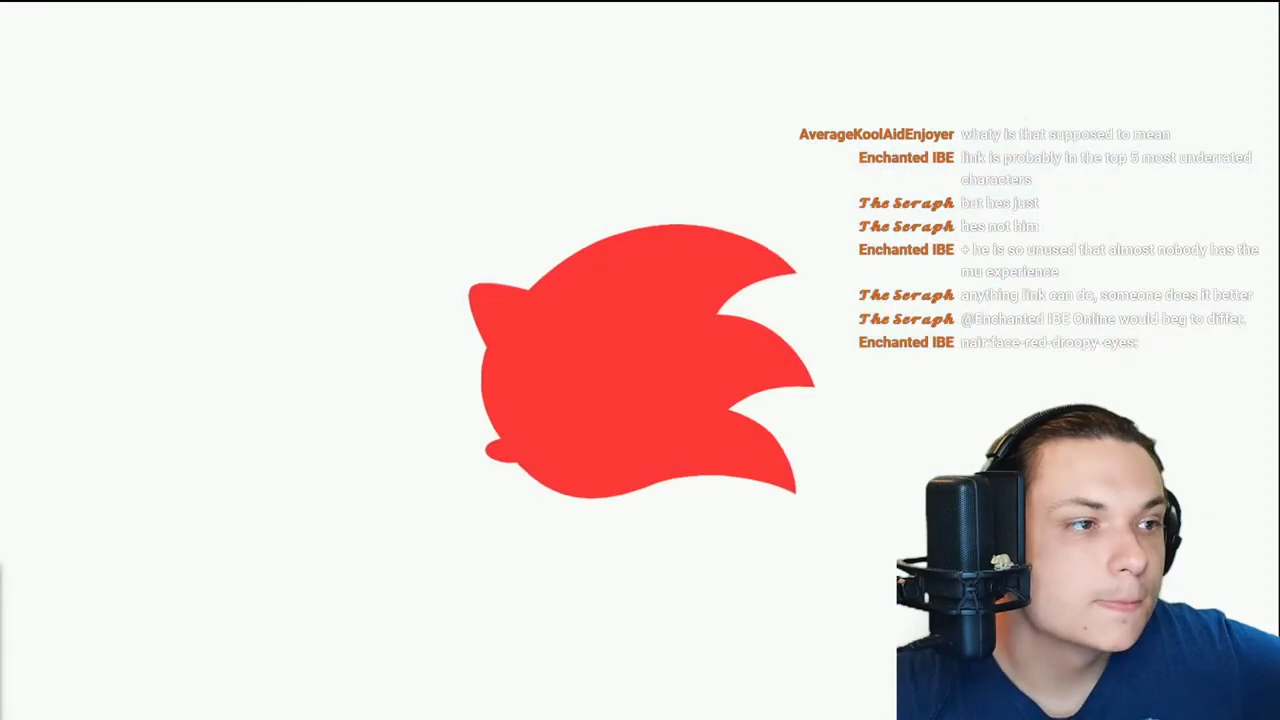 AverageKoolAidEnjoyer whaty is that supposed to mean
Enchanted IBE link is probably in the top 5 most underrated
characters
The Seraph but hes just
The Seraph hes not him
Enchanted IBE + he is so unused that almost nobody has the
mu experience
The Seraph anything link can do, someone does it better
The Seraph @Enchanted IBE Online would beg to differ.
Enchanted IBE nair:face-red-droopy-eyes: